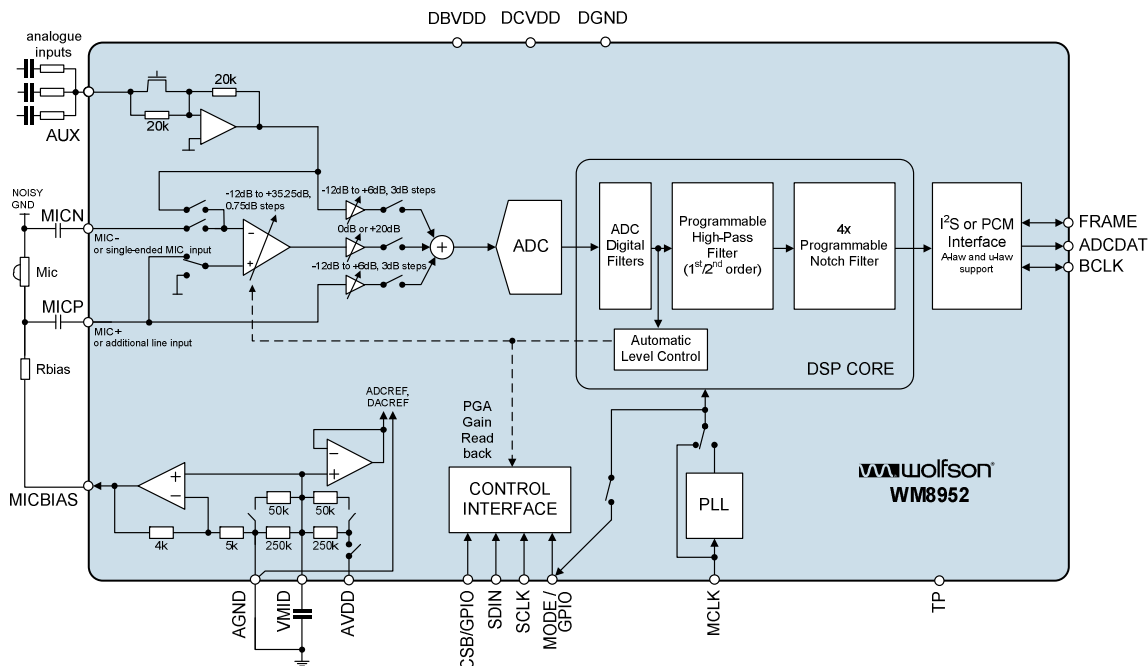 DBVDD
DCVDD
DGND
analogue
inputs
AUX
20k
20k
NOISY
GND
MICN
MIC-
or single-ended MIC input
-12dB to +35.25dB,
0.75dB steps
-12dB to +6dB, 3dB steps
0dB or +20dB
-12dB to +6dB, 3dB steps
Mic
MICP
MIC+
or additional line input
Rbias
ADC
ADC
Digital
Filters
Programmable
High-Pass
Filter
(1st/2nd order)
4x
Programmable
Notch Filter
I2S or PCM
Interface
A-law and u-law
support
FRAME
ADCDAT
BCLK
Automatic
Level Control
DSP CORE
ADCREF,
DACREF
PGA
Gain
Read
back
CONTROL
INTERFACE
PLL
wolfson®
WM8952
MICBIAS
+
-
-
+
-
+
+
50k
50k
4k
5k
250k
250k
AGND
VMID
AVDD
CSB/GPIO
SDIN
SCLK
MODE /
GPIO
MCLK
TP